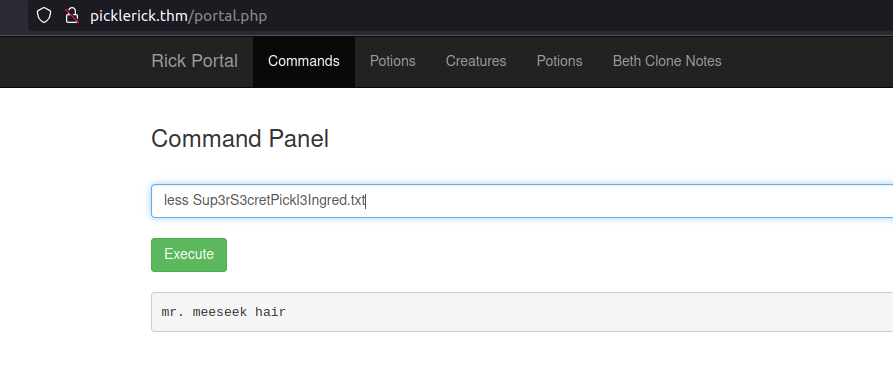 picklerick.thm/portal.php
Rick Portal Commands Potions Creatures Potions Beth Clone Notes
Command Panel
less Sup3rS3cretPickl3Ingred.txt
Execute
mr. meeseek hair